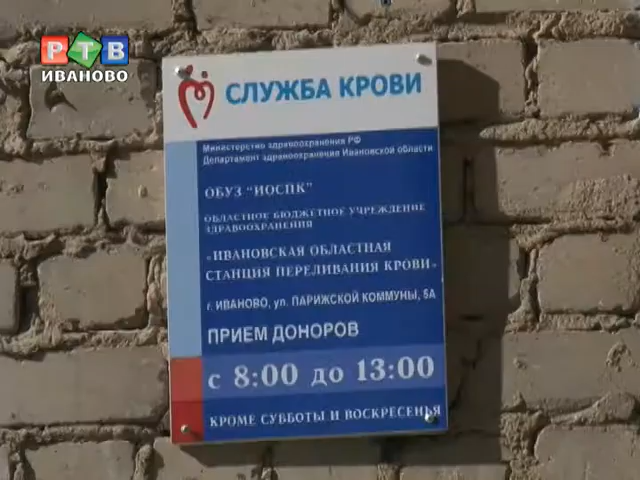 РТВ
ИВАНОВО
СЛУЖБА КРОВИ
Министерство здравоохранения РФ
Департамент здравоохранения Ивановской области
ОБУЗ "ИОСПК"
ОБЛАСТНОЕ БЮДЖЕТНОЕ УЧРЕЖДЕНИЕ
ЗДРАВООХРАНЕНИЯ
«ИВАНОВСКАЯ ОБЛАСТНАЯ
СТАНЦИЯ ПЕРЕЛИВАНИЯ КРОВИ»
г. ИВАНОВО, ул. ПАРИЖСКОЙ КОММУНЫ, 5А
ПРИЕМ ДОНОРОВ
с 8:00 до 13:00
КРОМЕ СУББОТЫ И ВОСКРЕСЕНЬЯ